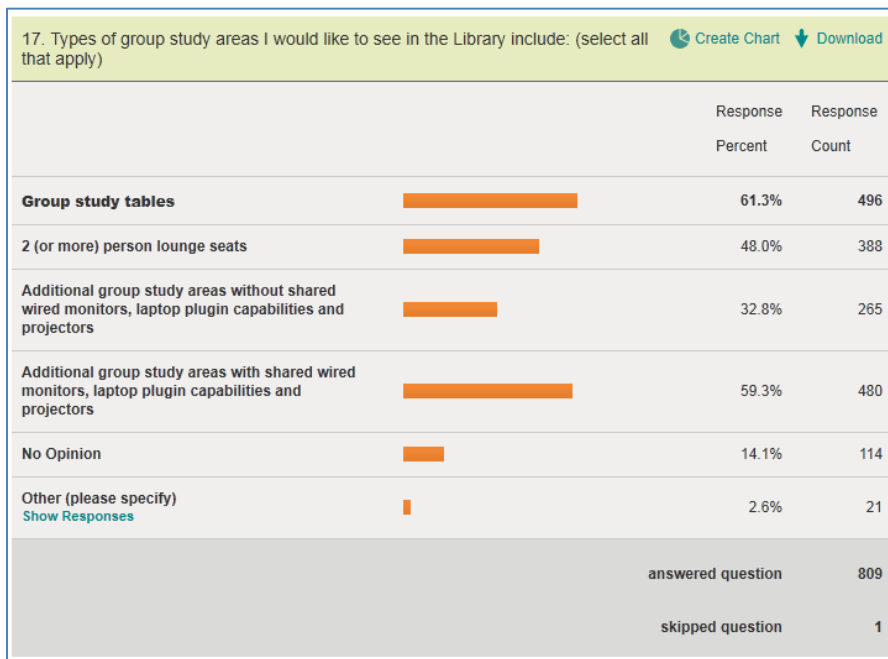 17. Types of group study areas I would like to see in the Library include: (select all Create Chart Download
that apply)
Response Response
Percent Count
Group study tables 61.3% 496
2 (or more) person lounge seats 48.0% 388
Additional group study areas without shared
wired monitors, laptop plugin capabilities and 32.8% 265
projectors
Additional group study areas with shared wired
monitors, laptop plugin capabilities and 59.3% 480
projectors
No Opinion 14.1% 114
Other (please specify) 2.6% 21
Show Responses
answered question 809
skipped question 1